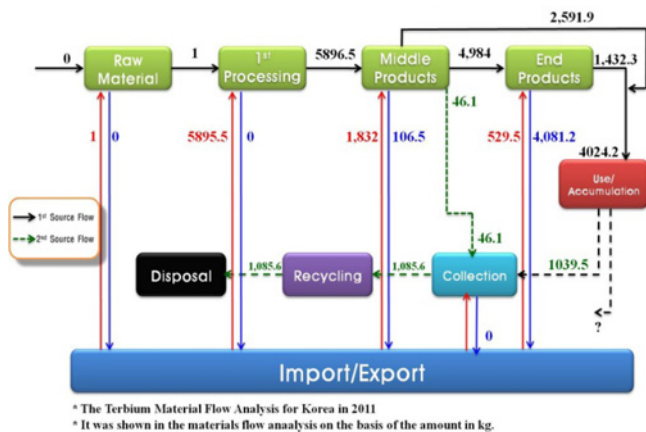 2,591.9
0
Raw
Material
1
1st
Processing
5896.5
Middle
Products
4,984
End
Products
1,432.3
46.1
1
0
5895.5
0
1,832
106.5
529.5
4,081.2
4024.2
Use/
Accumulation
1st Source Flow
2nd Source Flow
46.1
Disposal
1,085.6
Recycling
1,085.6
Collection
1039.5
?
0
Import/Export
* The Terbium Material Flow Analysis for Korea in 2011
* It was shown in the materials flow anaalysis on the basis of the amount in kg.